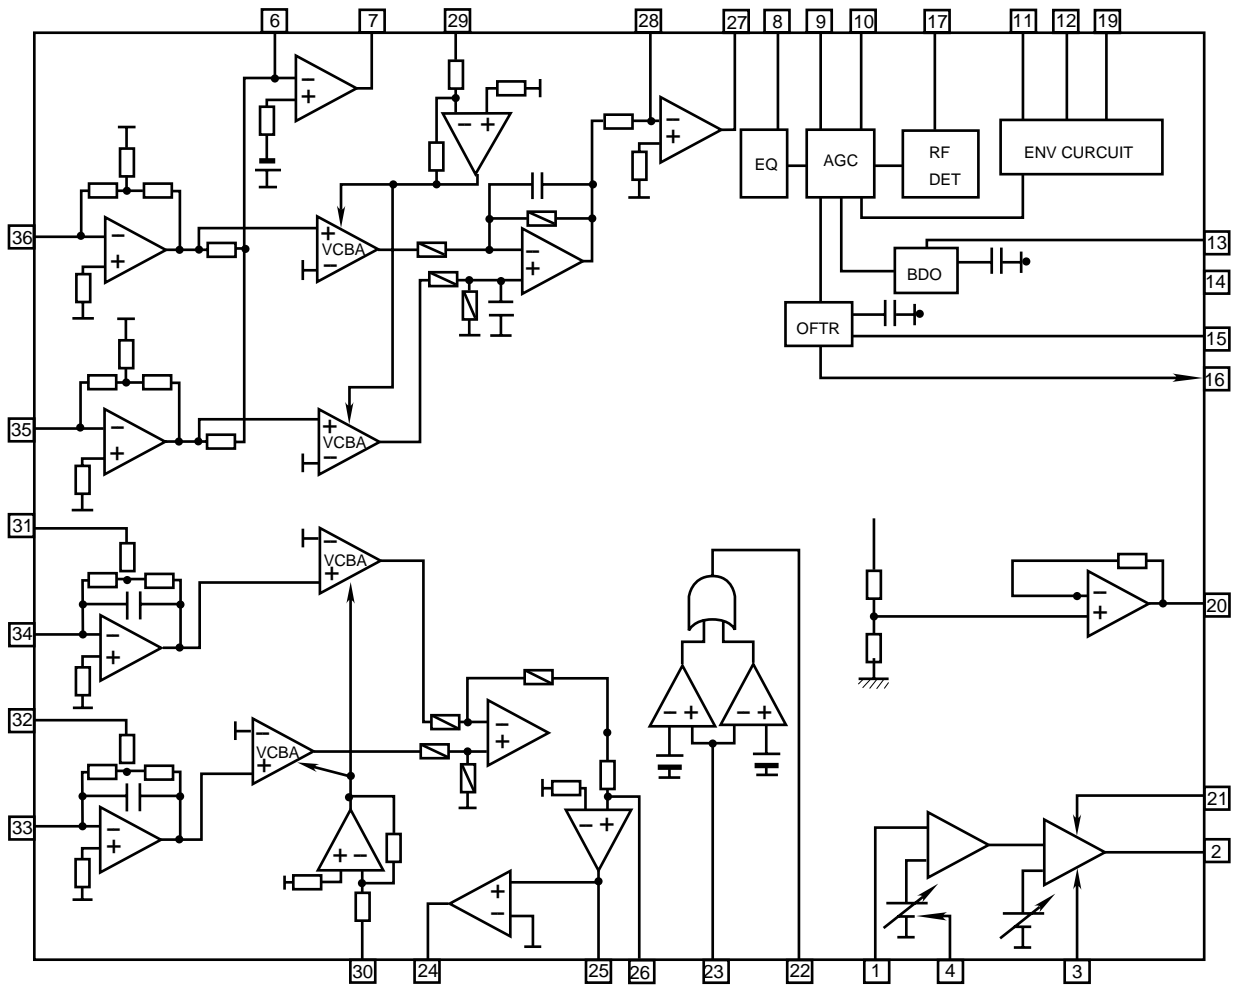 6 7 29 28 27 8 9 10 17 11 12 19
− +
− +
− +
EQ AGC RF DET ENV CURCUIT
36 − +
+ VCBA −
− +
13
BDO
14
OFTR
15
16
35 − +
+ VCBA −
31
− VCBA +
34 − +
20
− +
32
− VCBA +
− +
− + − +
33 − +
+ −
− +
21
2
+ −
30 24 25 26 23 22 1 4 3